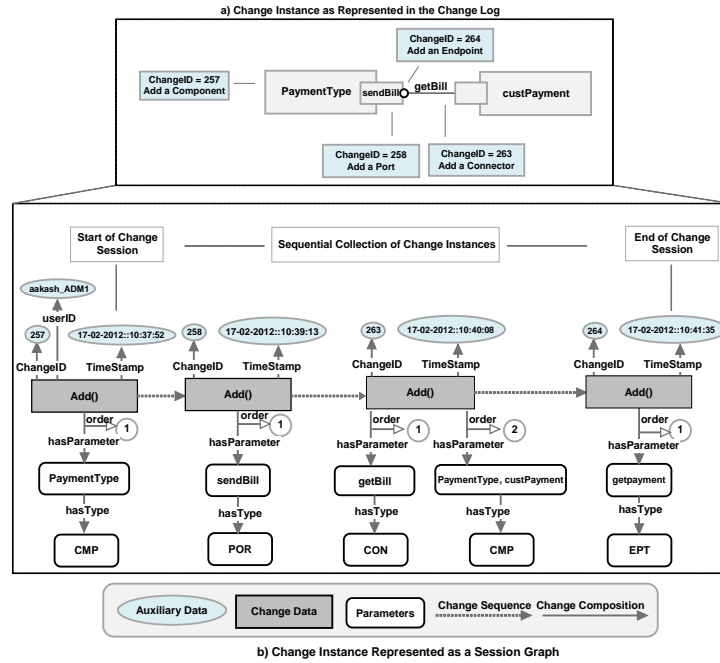 a) Change Instance as Represented in the Change Log
ChangeID = 264
Add an Endpoint
ChangeID = 257
Add a Component
PaymentType
sendBill
getBill
custPayment
ChangeID = 258
Add a Port
ChangeID = 263
Add a Connector
Start of Change
Session
Sequential Collection of Change Instances
End of Change
Session
aakash_ADM1
userID
257
17-02-2012::10:37:52
258
17-02-2012::10:39:13
263
17-02-2012::10:40:08
264
17-02-2012::10:41:35
ChangeID TimeStamp
ChangeID TimeStamp
ChangeID TimeStamp
ChangeID TimeStamp
Add()
Add()
Add()
Add()
order 1
order 1
order 1
order 2
order 1
hasParameter
hasParameter
hasParameter
hasParameter
hasParameter
PaymentType
sendBill
getBill
PaymentType, custPayment
getpayment
hasType
hasType
hasType
hasType
hasType
CMP
POR
CON
CMP
EPT
Auxiliary Data
Change Data
Parameters
Change Sequence
Change Composition
b) Change Instance Represented as a Session Graph